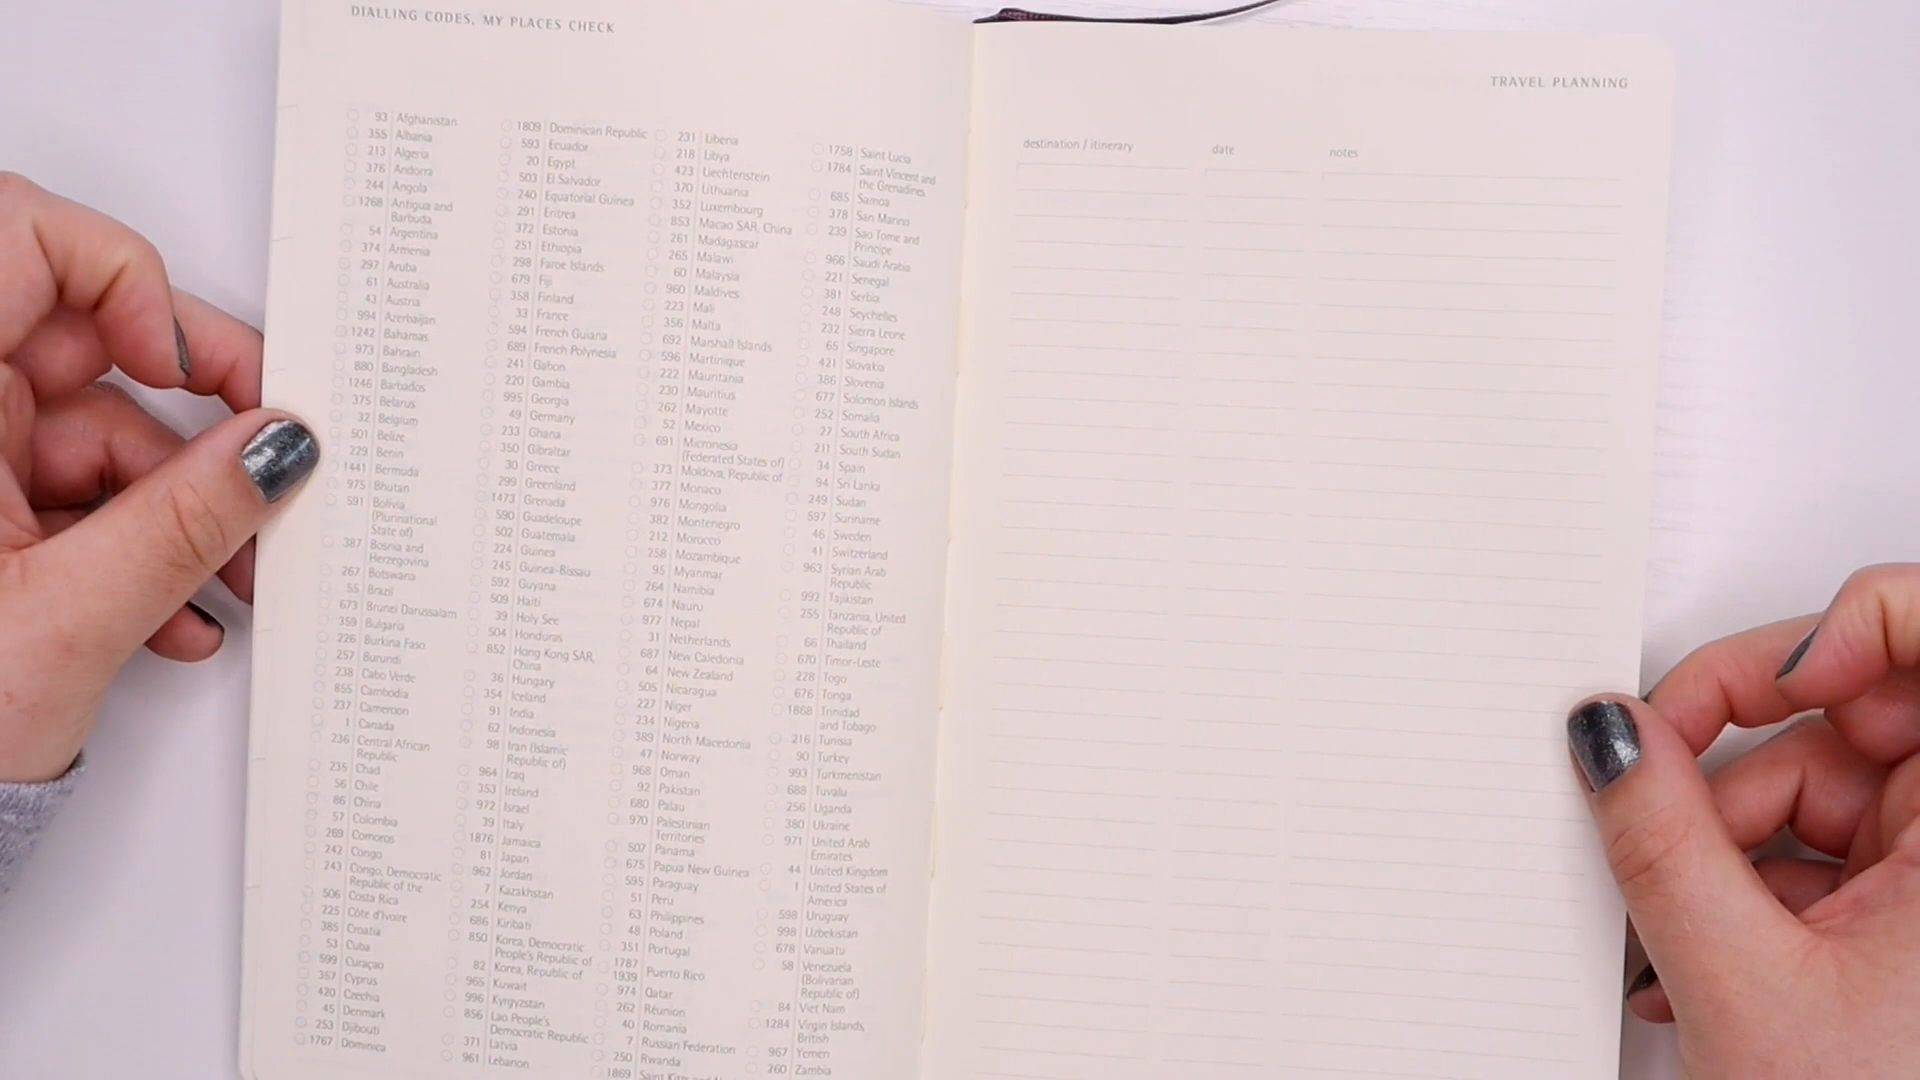 DIALLING CODES, MY PLACES CHECK
93 Afghanistan
355 Albania
213 Algeria
376 Andorra
244 Angola
1268 Antigua and
Barbuda
54 Argentina
374 Armenia
297 Aruba
61 Australia
43 Austria
994 Azerbaijan
1242 Bahamas
973 Bahrain
880 Bangladesh
1246 Barbados
375 Belarus
32 Belgium
501 Belize
229 Benin
1441 Bermuda
975 Bhutan
591 Bolivia
(Plurinational
State of)
387 Bosnia and
Herzegovina
267 Botswana
55 Brazil
673 Brunei Darussalam
359 Bulgaria
226 Burkina Faso
257 Burundi
238 Cabo Verde
855 Cambodia
237 Cameroon
1 Canada
236 Central African
Republic
235 Chad
56 Chile
86 China
57 Colombia
269 Comoros
242 Congo
243 Congo, Democratic
Republic of the
506 Costa Rica
225 Côte d'Ivoire
385 Croatia
53 Cuba
599 Curaçao
357 Cyprus
420 Czechia
45 Denmark
253 Djibouti
1767 Dominica
1809 Dominican Republic
593 Ecuador
20 Egypt
503 El Salvador
240 Equatorial Guinea
291 Eritrea
372 Estonia
251 Ethiopia
298 Faroe Islands
679 Fiji
358 Finland
33 France
594 French Guiana
689 French Polynesia
241 Gabon
220 Gambia
995 Georgia
49 Germany
233 Ghana
350 Gibraltar
30 Greece
299 Greenland
1473 Grenada
590 Guadeloupe
502 Guatemala
224 Guinea
245 Guinea-Bissau
592 Guyana
509 Haiti
39 Holy See
504 Honduras
852 Hong Kong SAR,
China
36 Hungary
354 Iceland
91 India
62 Indonesia
98 Iran (Islamic
Republic of)
964 Iraq
353 Ireland
972 Israel
39 Italy
1876 Jamaica
81 Japan
962 Jordan
7 Kazakhstan
254 Kenya
686 Kiribati
850 Korea, Democratic
People's Republic of
82 Korea, Republic of
965 Kuwait
996 Kyrgyzstan
856 Lao People's
Democratic Republic
371 Latvia
961 Lebanon
231 Liberia
218 Libya
423 Liechtenstein
370 Lithuania
352 Luxembourg
853 Macao SAR, China
261 Madagascar
265 Malawi
60 Malaysia
960 Maldives
223 Mali
356 Malta
692 Marshall Islands
596 Martinique
222 Mauritania
230 Mauritius
262 Mayotte
52 Mexico
691 Micronesia
(Federated States of)
373 Moldova, Republic of
377 Monaco
976 Mongolia
382 Montenegro
212 Morocco
258 Mozambique
95 Myanmar
264 Namibia
674 Nauru
977 Nepal
31 Netherlands
687 New Caledonia
64 New Zealand
505 Nicaragua
227 Niger
234 Nigeria
389 North Macedonia
47 Norway
968 Oman
92 Pakistan
680 Palau
970 Palestinian
Territories
507 Panama
675 Papua New Guinea
595 Paraguay
51 Peru
63 Philippines
48 Poland
351 Portugal
1787
1939 Puerto Rico
974 Qatar
262 Réunion
40 Romania
7 Russian Federation
250 Rwanda
1869 Saint Kitts and
1758 Saint Lucia
1784 Saint Vincent and
the Grenadines
685 Samoa
378 San Marino
239 Sao Tome and
Principe
966 Saudi Arabia
221 Senegal
381 Serbia
248 Seychelles
232 Sierra Leone
65 Singapore
421 Slovakia
386 Slovenia
677 Solomon Islands
252 Somalia
27 South Africa
211 South Sudan
34 Spain
94 Sri Lanka
249 Sudan
597 Suriname
46 Sweden
41 Switzerland
963 Syrian Arab
Republic
992 Tajikistan
255 Tanzania, United
Republic of
66 Thailand
670 Timor-Leste
228 Togo
676 Tonga
1868 Trinidad
and Tobago
216 Tunisia
90 Turkey
993 Turkmenistan
688 Tuvalu
256 Uganda
380 Ukraine
971 United Arab
Emirates
44 United Kingdom
1 United States of
America
598 Uruguay
998 Uzbekistan
678 Vanuatu
58 Venezuela
(Bolivarian
Republic of)
84 Viet Nam
1284 Virgin Islands,
British
967 Yemen
260 Zambia
TRAVEL PLANNING
destination / itinerary date notes